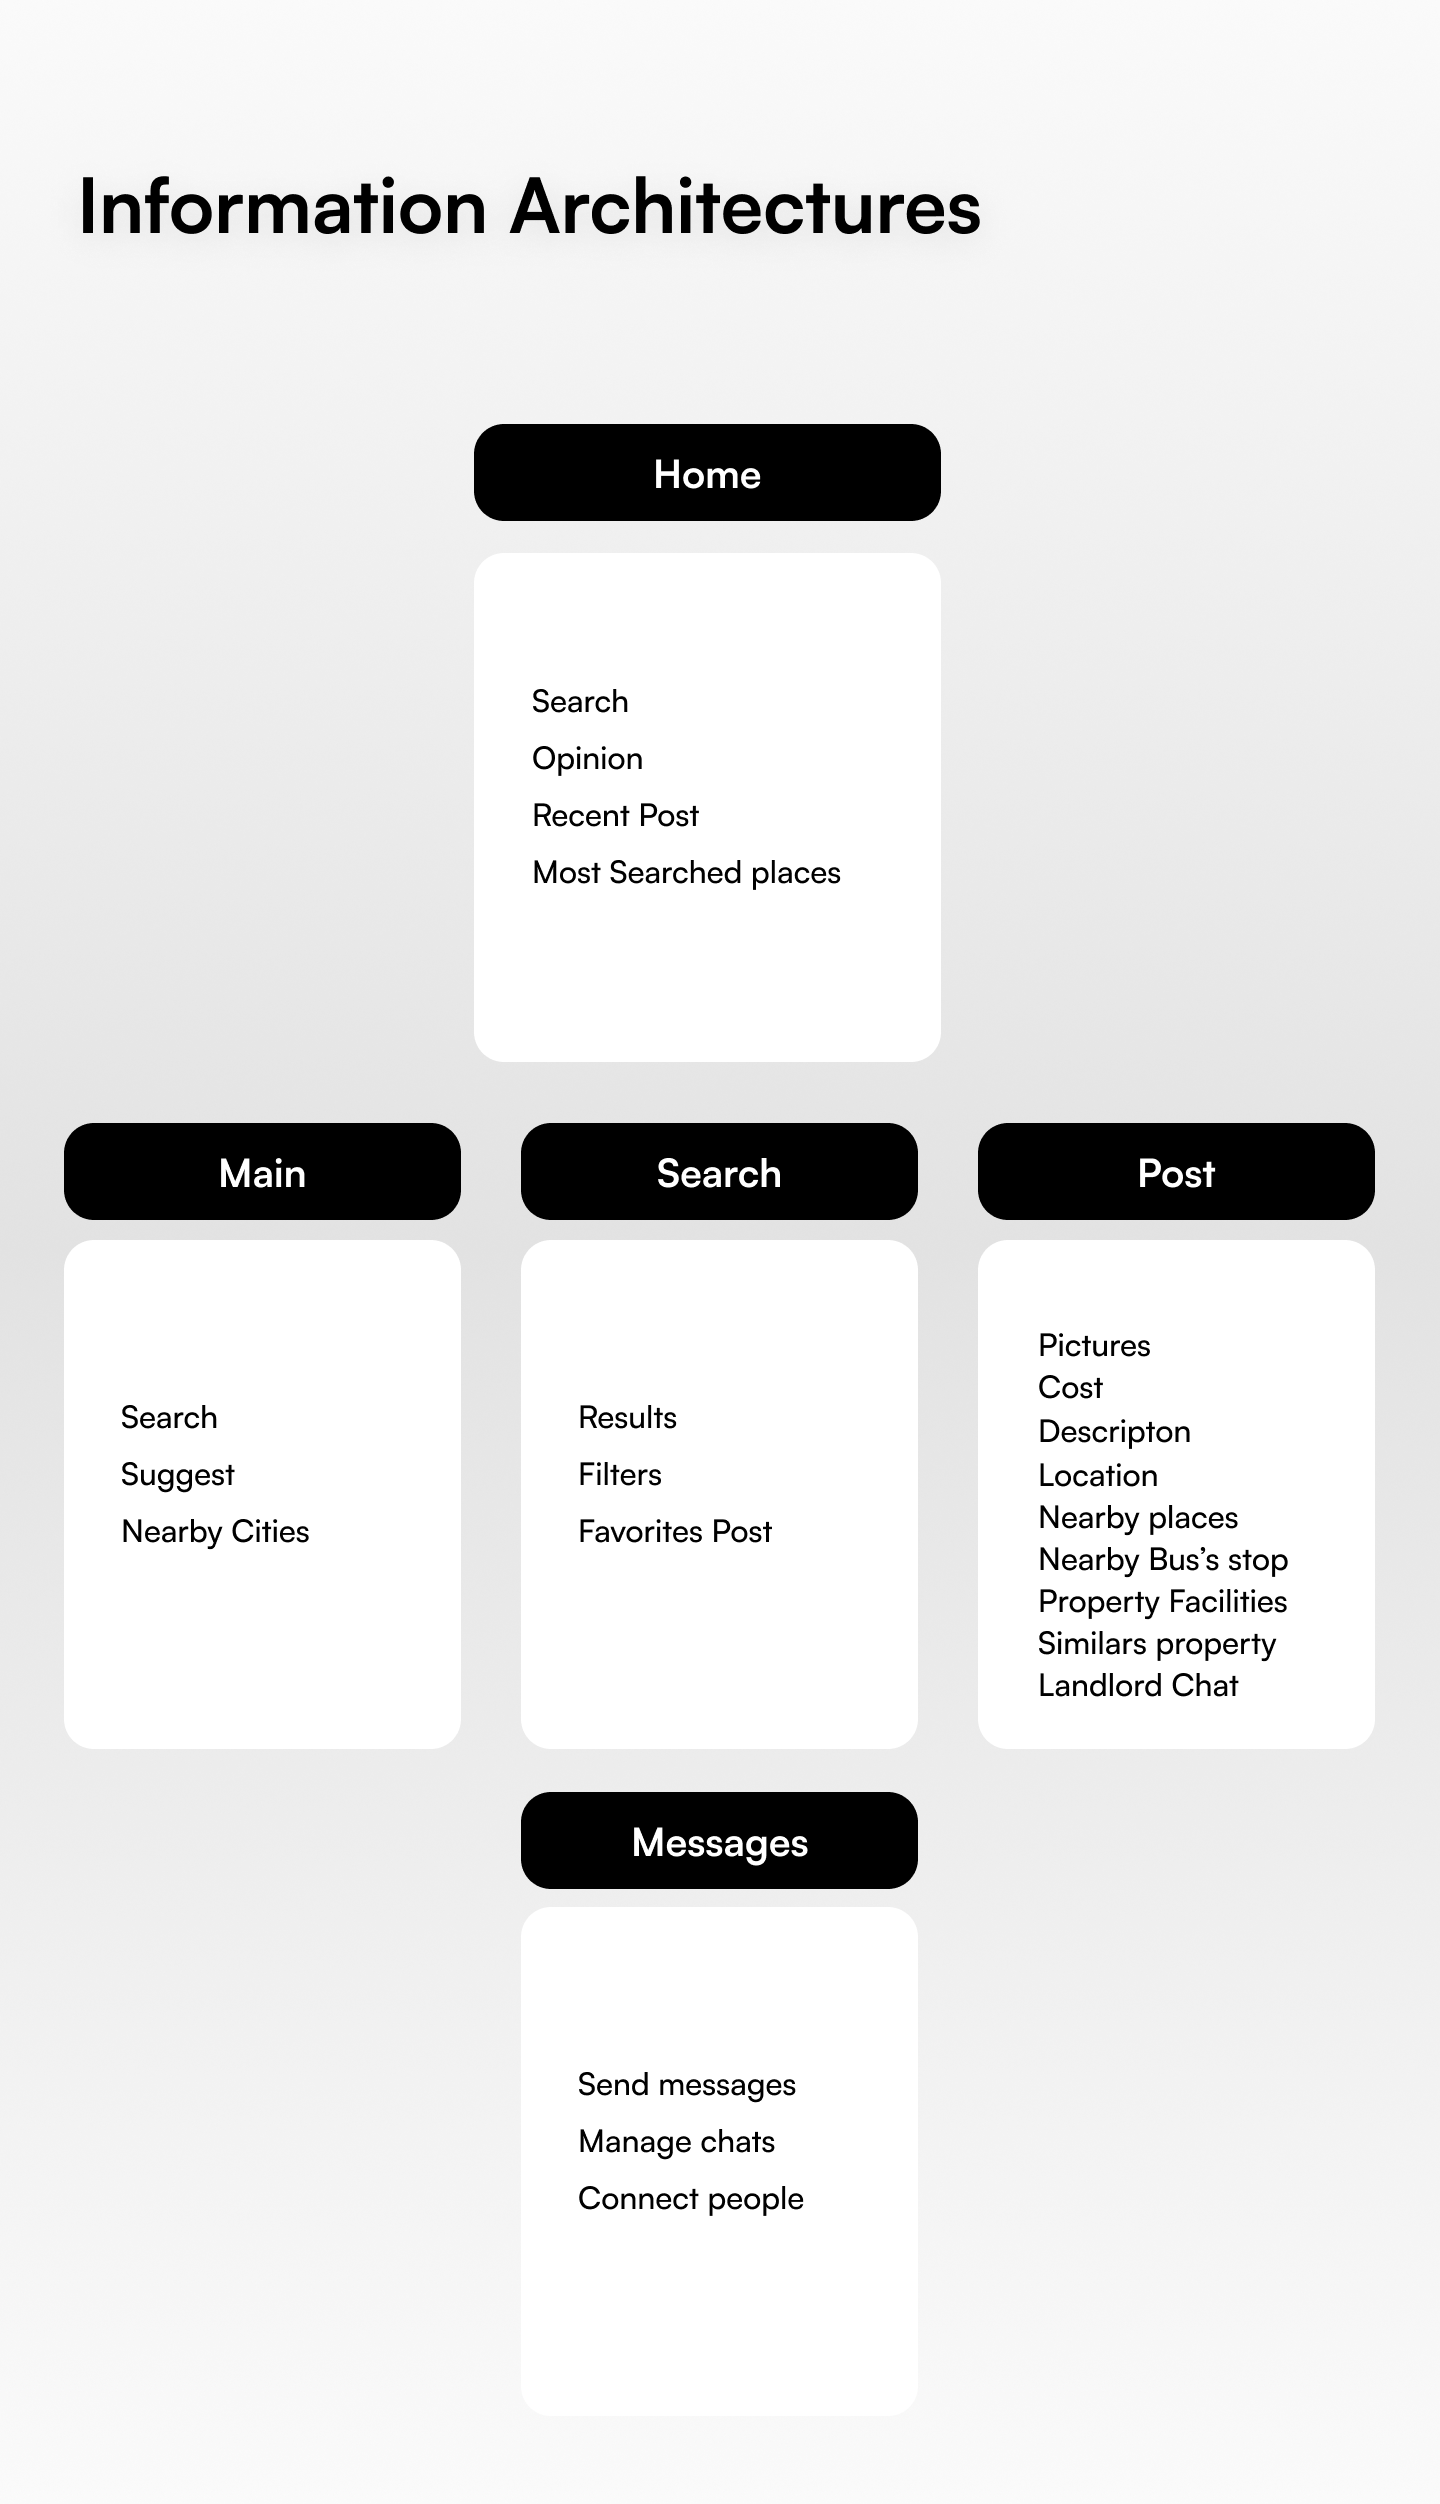 Information Architectures
Home
Search
Opinion
Recent Post
Most Searched places
Main
Search
Suggest
Nearby Cities
Search
Results
Filters
Favorites Post
Post
Pictures
Cost
Descripton
Location
Nearby places
Nearby Bus’s stop
Property Facilities
Similars property
Landlord Chat
Messages
Send messages
Manage chats
Connect people